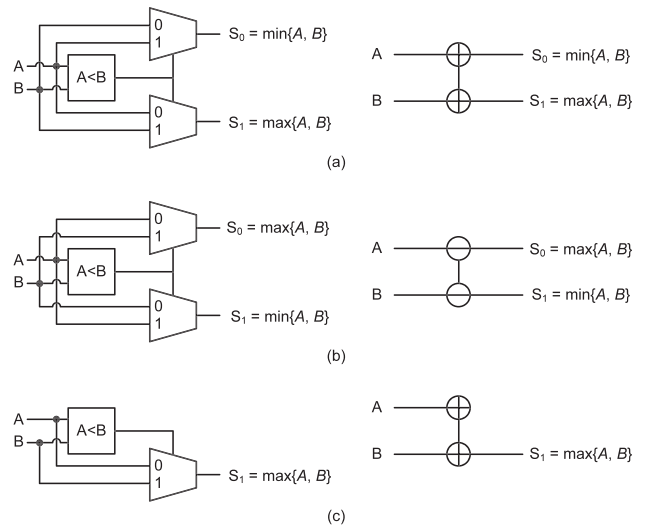 0
1
S₀ = min{A, B}
A
B
A<B
0
1
S₁ = max{A, B}
A
S₀ = min{A, B}
B
S₁ = max{A, B}
(a)
0
1
S₀ = max{A, B}
A
B
A<B
0
1
S₁ = min{A, B}
A
S₀ = max{A, B}
B
S₁ = min{A, B}
(b)
A
B
A<B
0
1
S₁ = max{A, B}
A
B
S₁ = max{A, B}
(c)